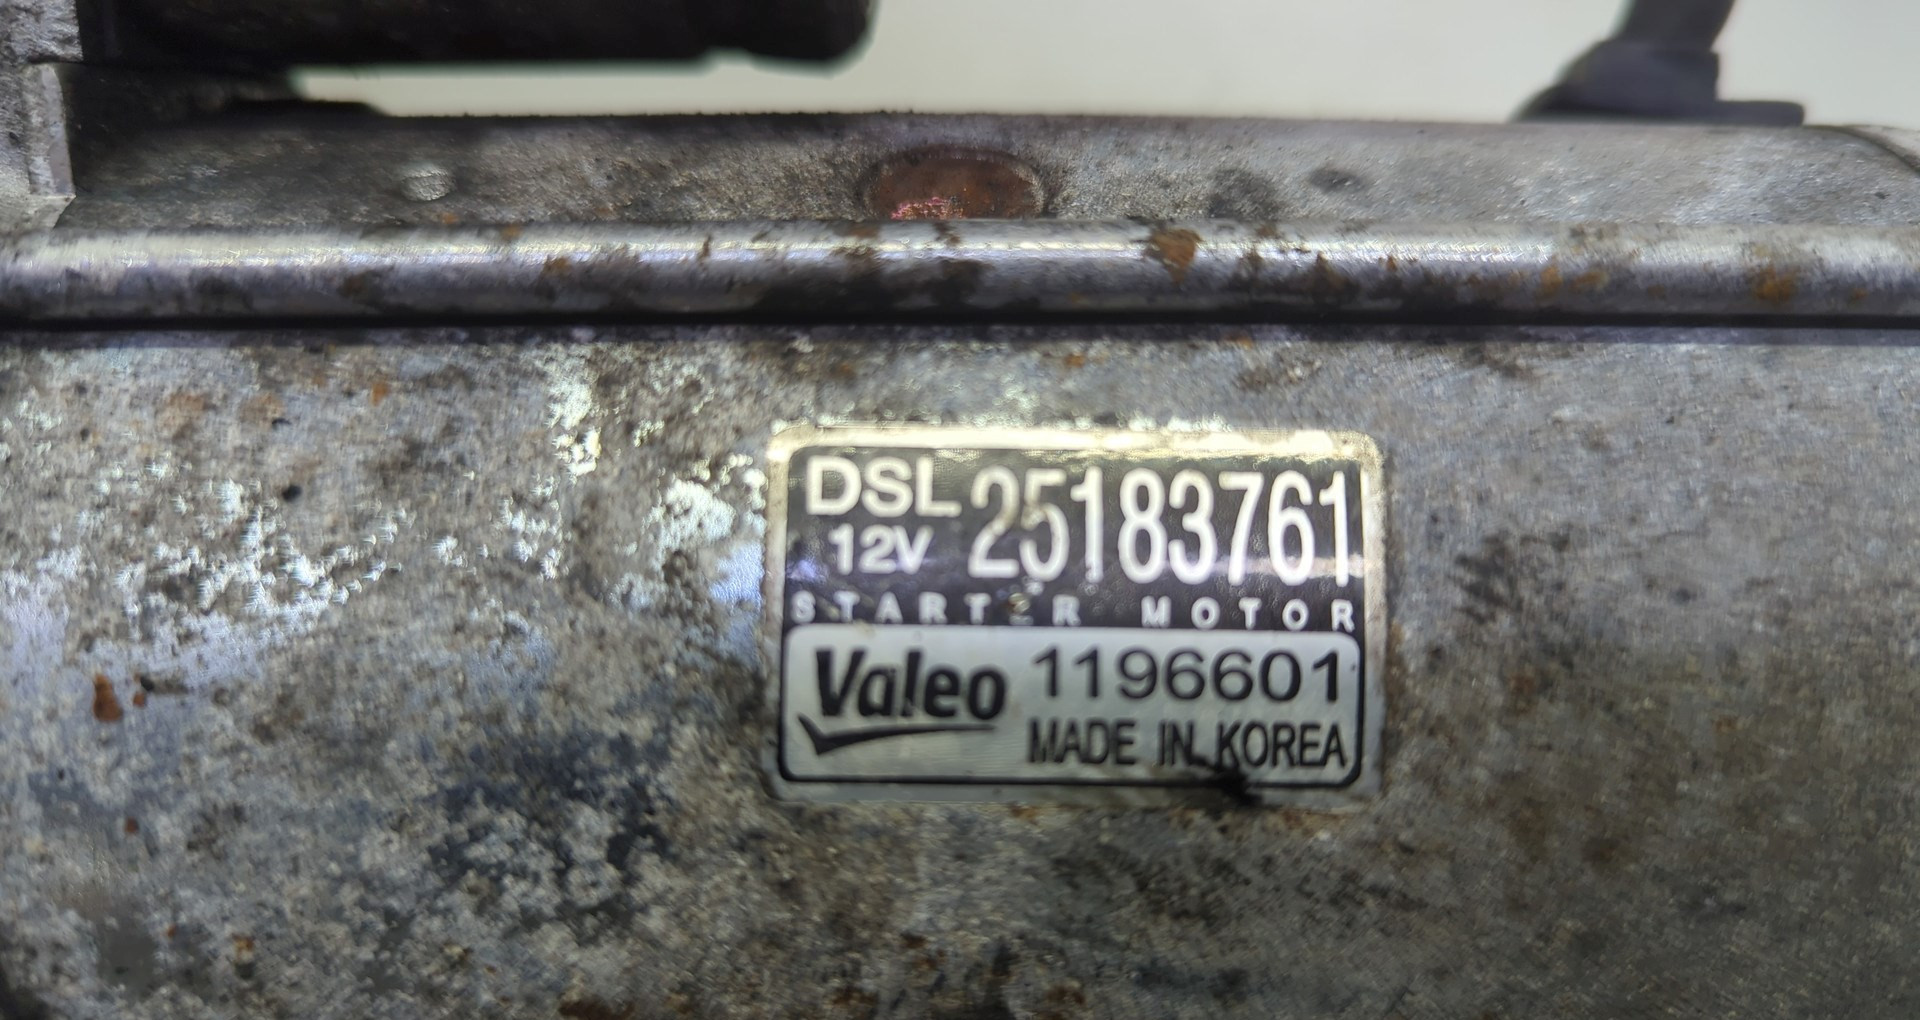 DSL 25183761
12V
STARTER MOTOR
Valeo 1196601
MADE IN KOREA